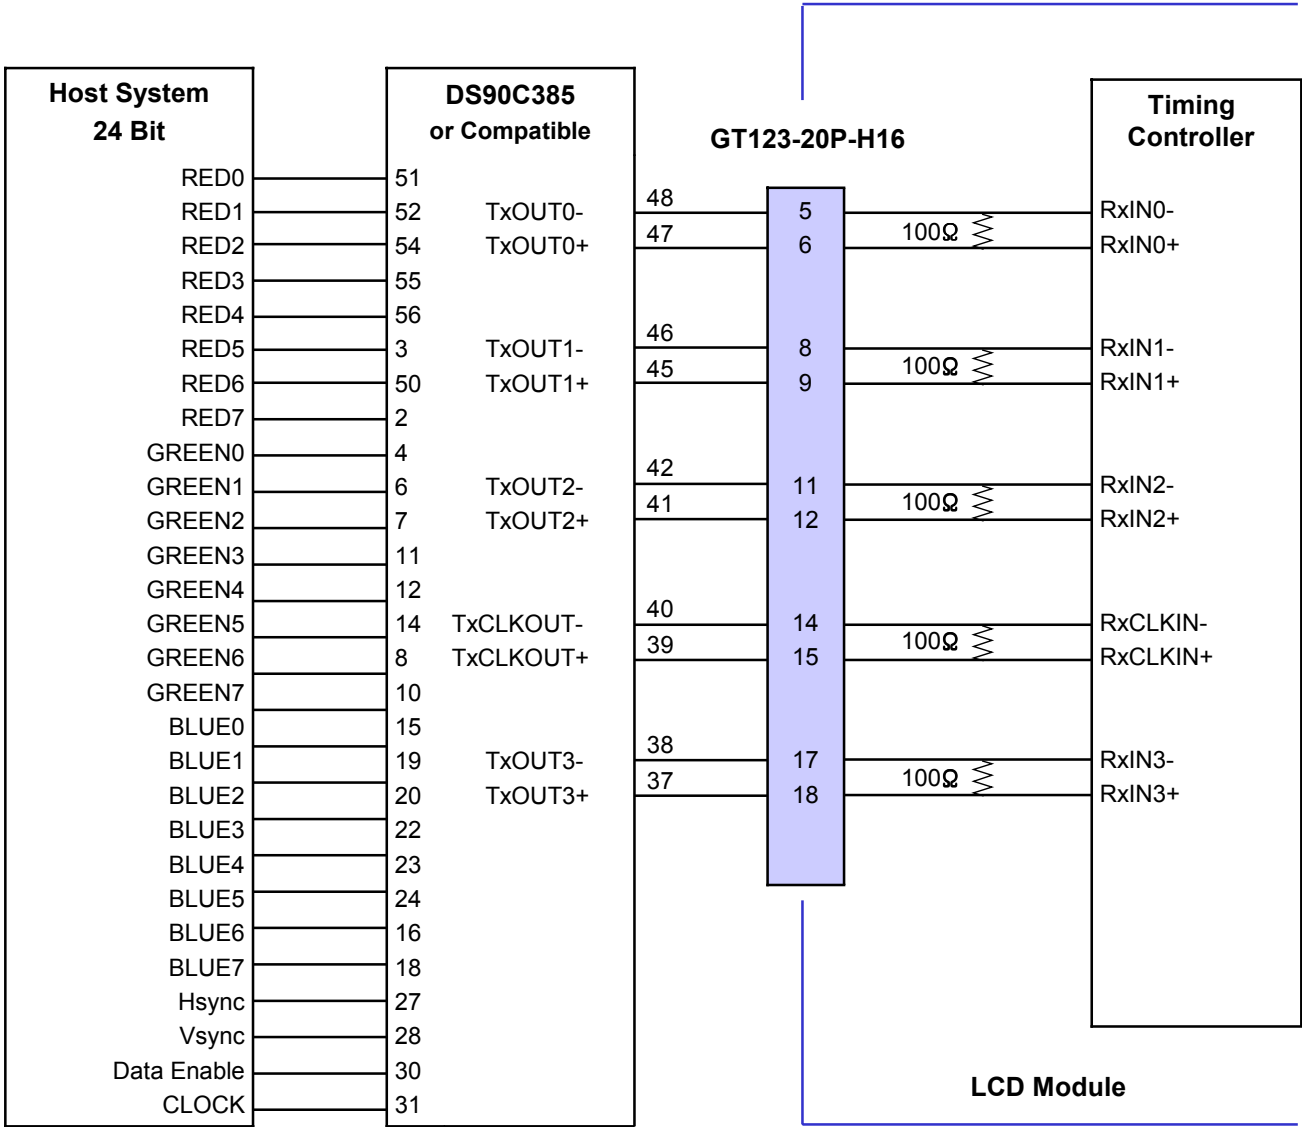 Host System
24 Bit
RED0
RED1
RED2
RED3
RED4
RED5
RED6
RED7
GREEN0
GREEN1
GREEN2
GREEN3
GREEN4
GREEN5
GREEN6
GREEN7
BLUE0
BLUE1
BLUE2
BLUE3
BLUE4
BLUE5
BLUE6
BLUE7
Hsync
Vsync
Data Enable
CLOCK
DS90C385
or Compatible
51
52
54
55
56
3
50
2
4
6
7
11
12
14
8
10
15
19
20
22
23
24
16
18
27
28
30
31
TxOUT0-
TxOUT0+
TxOUT1-
TxOUT1+
TxOUT2-
TxOUT2+
TxCLKOUT-
TxCLKOUT+
TxOUT3-
TxOUT3+
48
47
46
45
42
41
40
39
38
37
GT123-20P-H16
5
6
8
9
11
12
14
15
17
18
100Ω
100Ω
100Ω
100Ω
100Ω
Timing
Controller
RxIN0-
RxIN0+
RxIN1-
RxIN1+
RxIN2-
RxIN2+
RxCLKIN-
RxCLKIN+
RxIN3-
RxIN3+
LCD Module